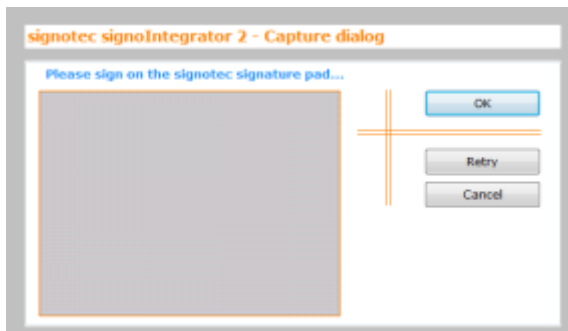 signotec signoIntegrator 2 - Capture dialog
Please sign on the signotec signature pad...
OK
Retry
Cancel